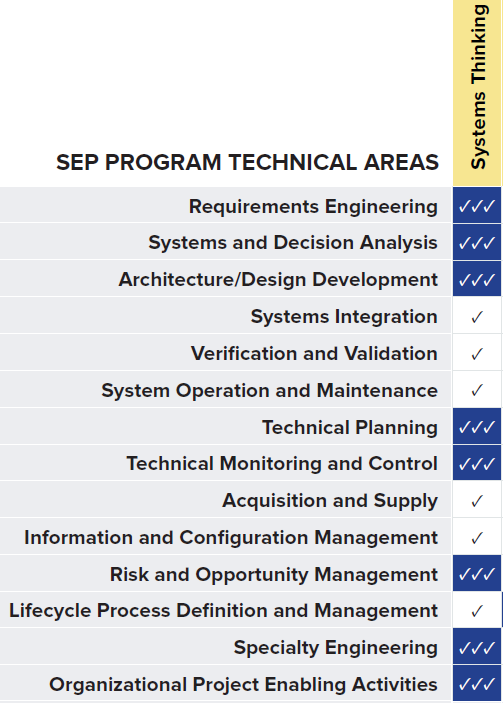 Systems Thinking
SEP PROGRAM TECHNICAL AREAS
Requirements Engineering ✓✓✓
Systems and Decision Analysis ✓✓✓
Architecture/Design Development ✓✓✓
Systems Integration ✓
Verification and Validation ✓
System Operation and Maintenance ✓
Technical Planning ✓✓✓
Technical Monitoring and Control ✓✓✓
Acquisition and Supply ✓
Information and Configuration Management ✓
Risk and Opportunity Management ✓✓✓
Lifecycle Process Definition and Management ✓
Specialty Engineering ✓✓✓
Organizational Project Enabling Activities ✓✓✓